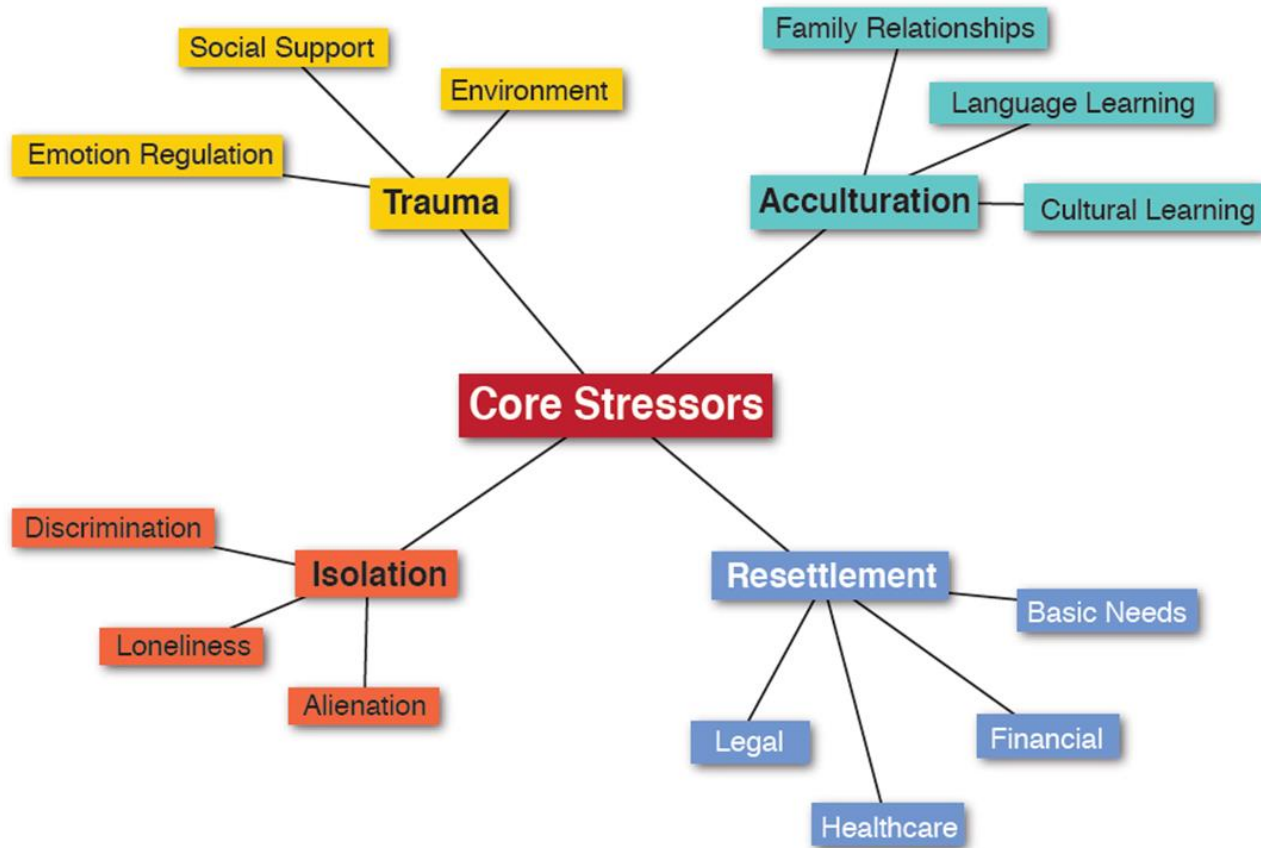 Social Support
Environment
Emotion Regulation
Trauma
Family Relationships
Language Learning
Acculturation
Cultural Learning
Core Stressors
Discrimination
Isolation
Loneliness
Alienation
Resettlement
Basic Needs
Legal
Financial
Healthcare